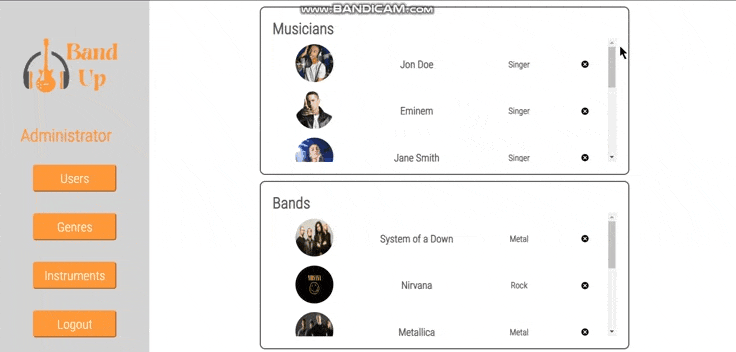 www.BANDICAM.com
Band
Up
Administrator
Users
Genres
Instruments
Logout
Musicians
Jon Doe Singer
Eminem Singer
Jane Smith Singer
Bands
System of a Down Metal
NIRVANA
Nirvana Rock
Metallica Metal